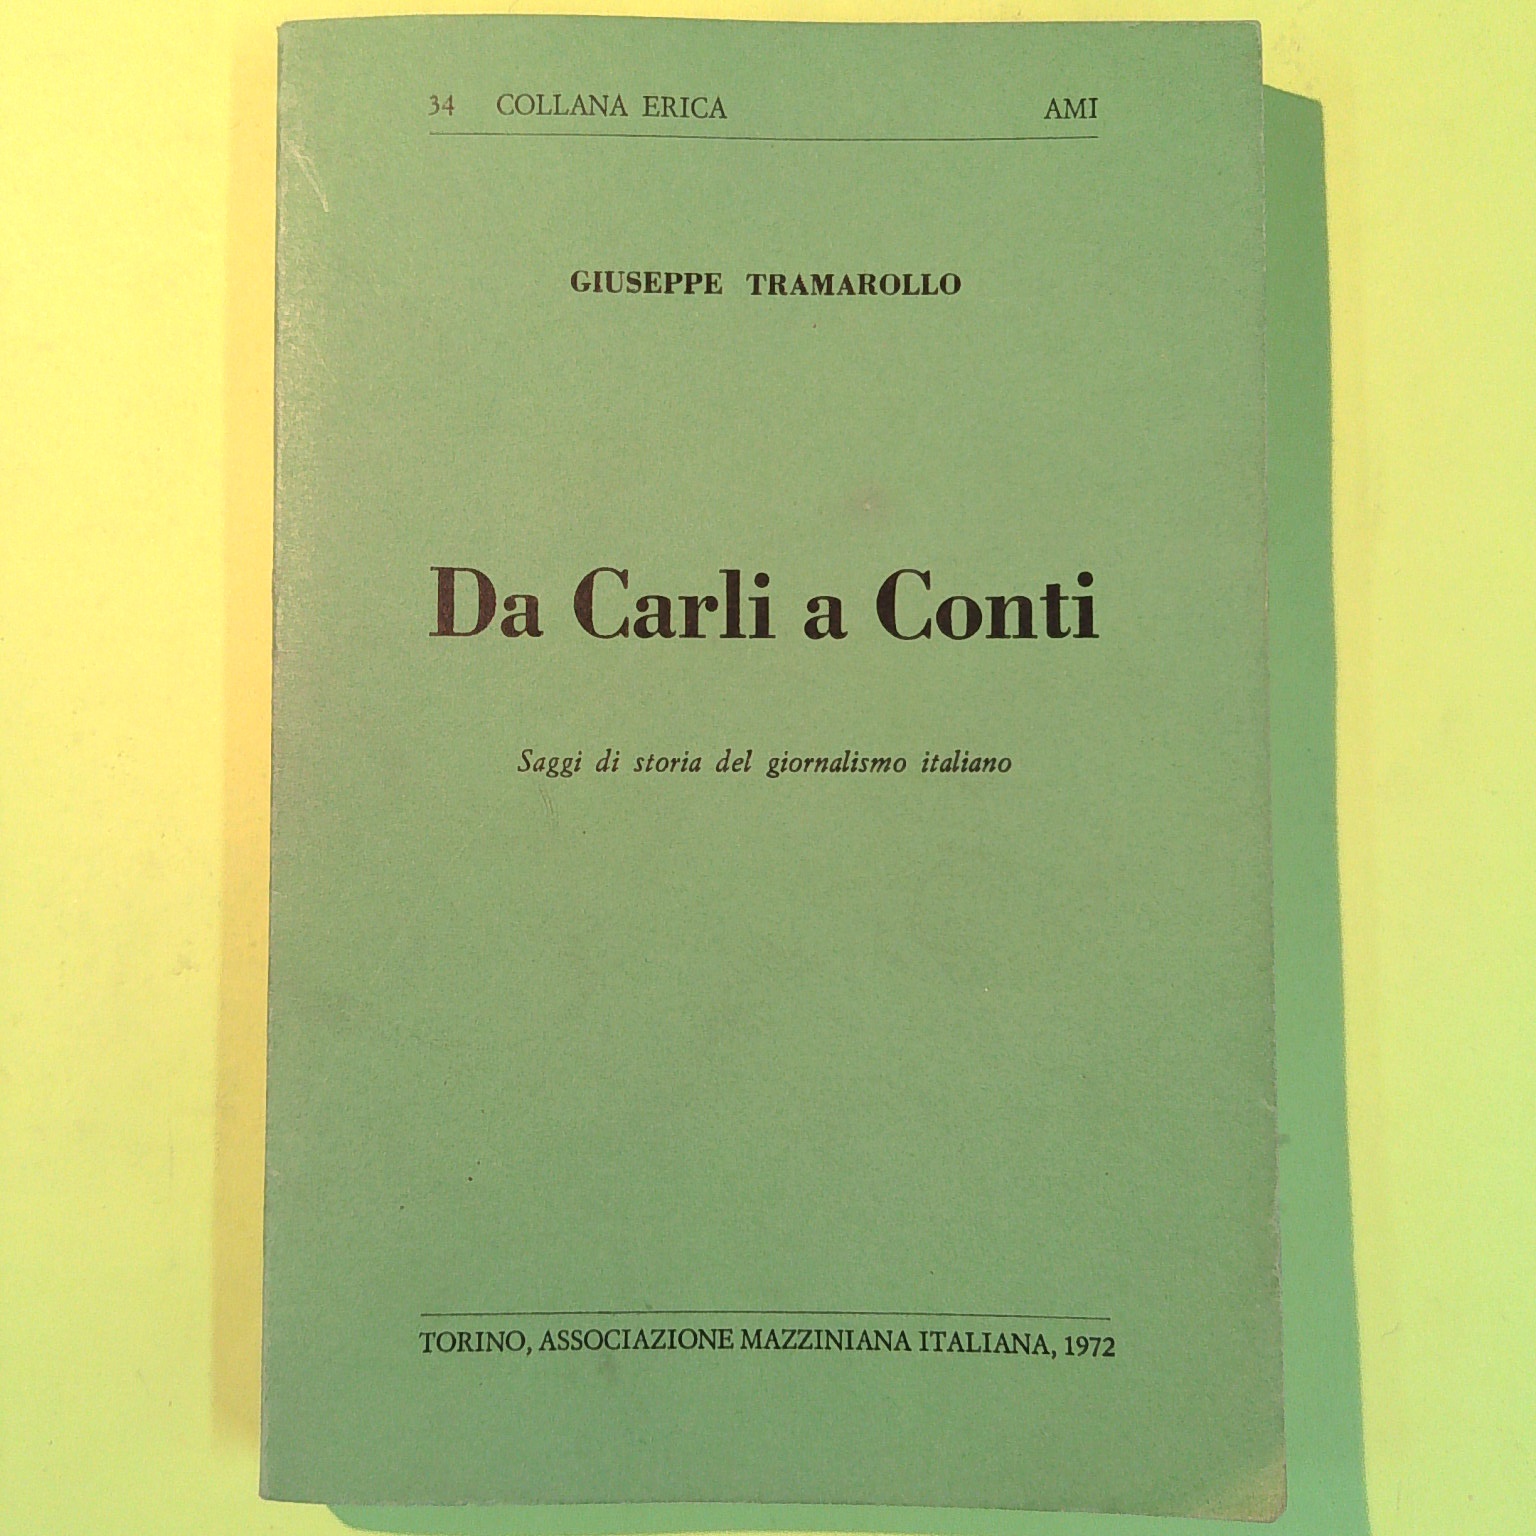 34 COLLANA ERICA AMI
GIUSEPPE TRAMAROLLO
Da Carli a Conti
Saggi di storia del giornalismo italiano
TORINO, ASSOCIAZIONE MAZZINIANA ITALIANA, 1972